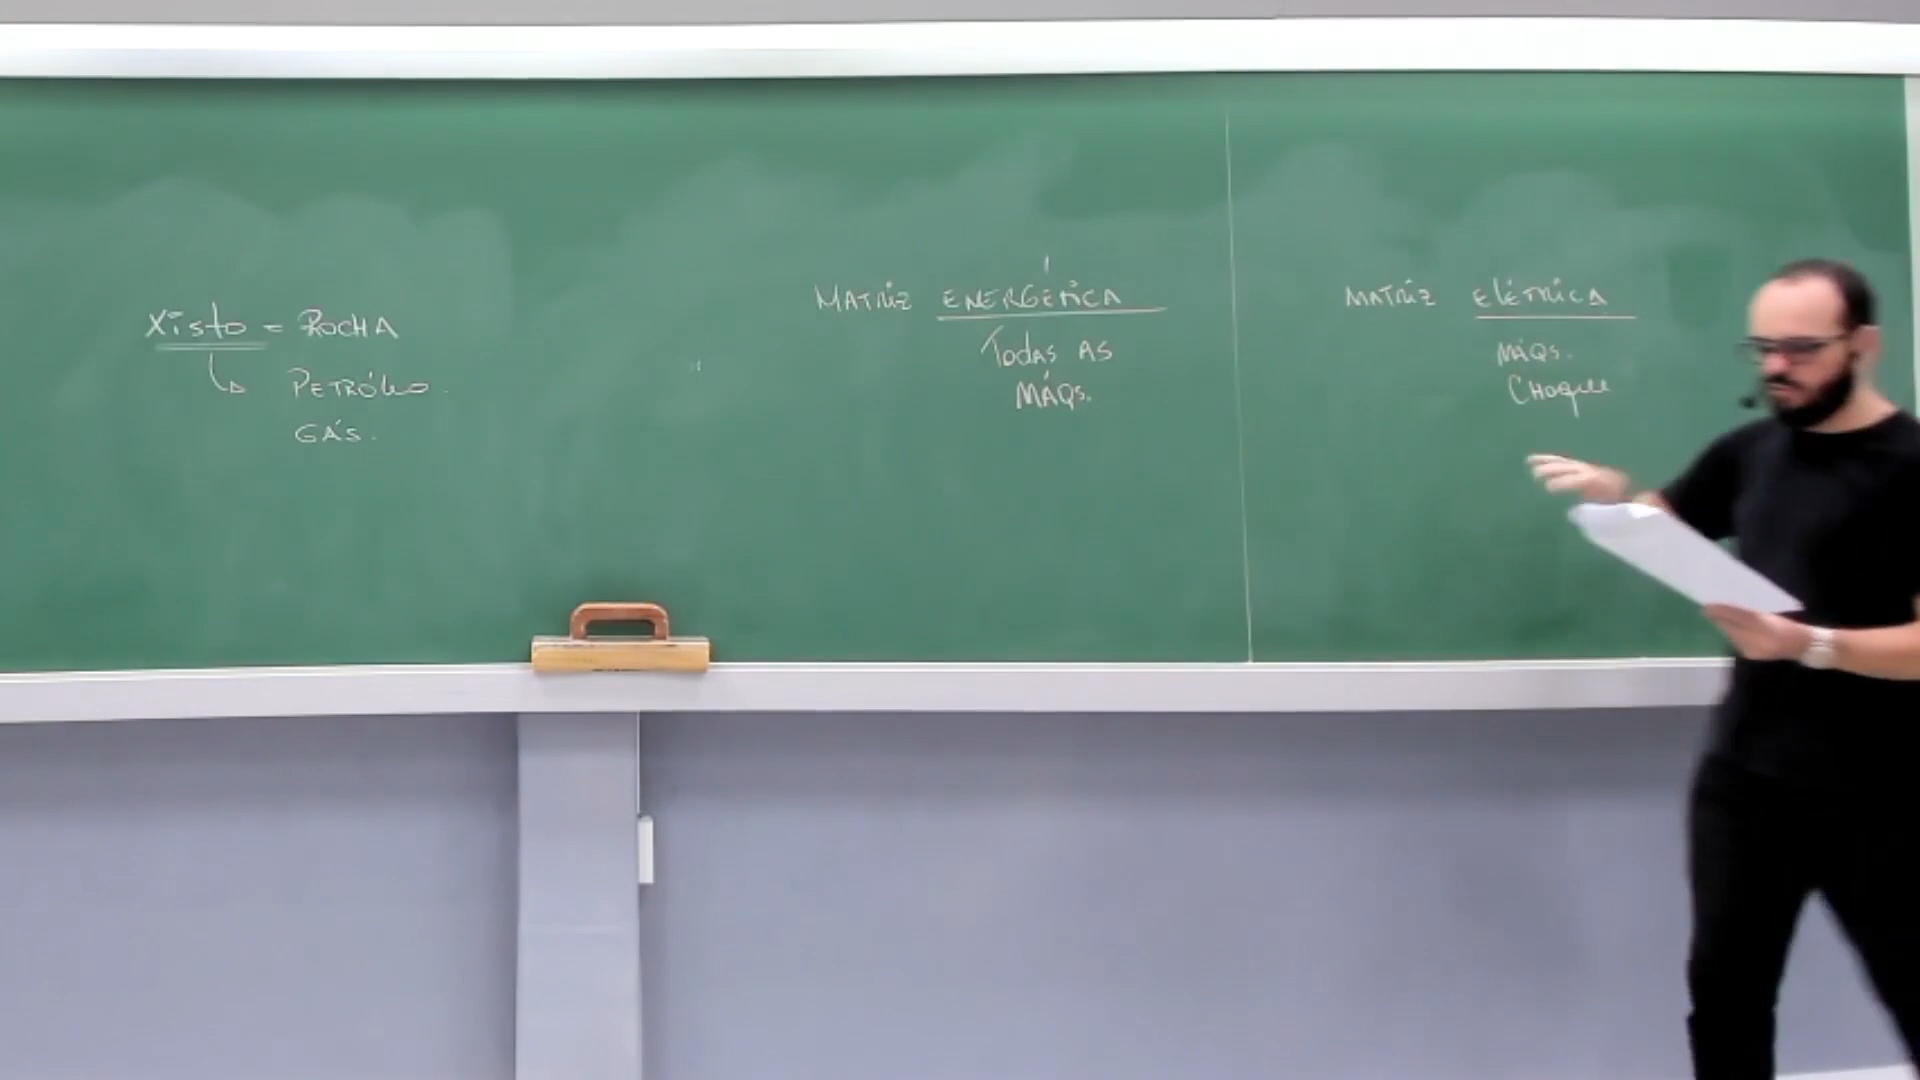 Xisto = ROCHA
PETRÓLEO.
GÁS.
MATRIZ ENERGÉTICA
Todas AS
MÁQs.
MATRIZ ELÉTRICA
MÁQs.
CHOQUE